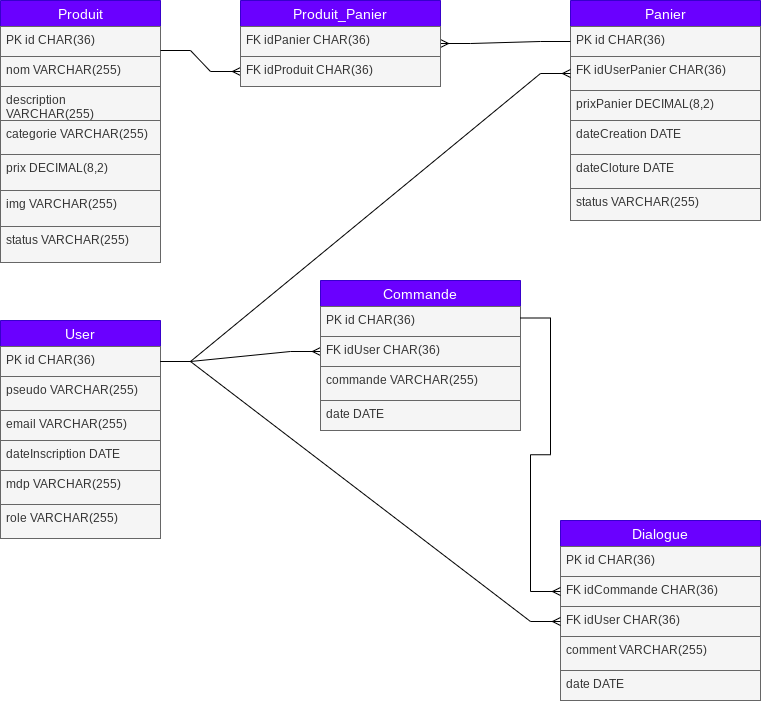 Produit
PK id CHAR(36)
nom VARCHAR(255)
description
VARCHAR(255)
categorie VARCHAR(255)
prix DECIMAL(8,2)
img VARCHAR(255)
status VARCHAR(255)
Produit_Panier
FK idPanier CHAR(36)
FK idProduit CHAR(36)
Panier
PK id CHAR(36)
FK idUserPanier CHAR(36)
prixPanier DECIMAL(8,2)
dateCreation DATE
dateCloture DATE
status VARCHAR(255)
Commande
PK id CHAR(36)
FK idUser CHAR(36)
commande VARCHAR(255)
date DATE
User
PK id CHAR(36)
pseudo VARCHAR(255)
email VARCHAR(255)
dateInscription DATE
mdp VARCHAR(255)
role VARCHAR(255)
Dialogue
PK id CHAR(36)
FK idCommande CHAR(36)
FK idUser CHAR(36)
comment VARCHAR(255)
date DATE